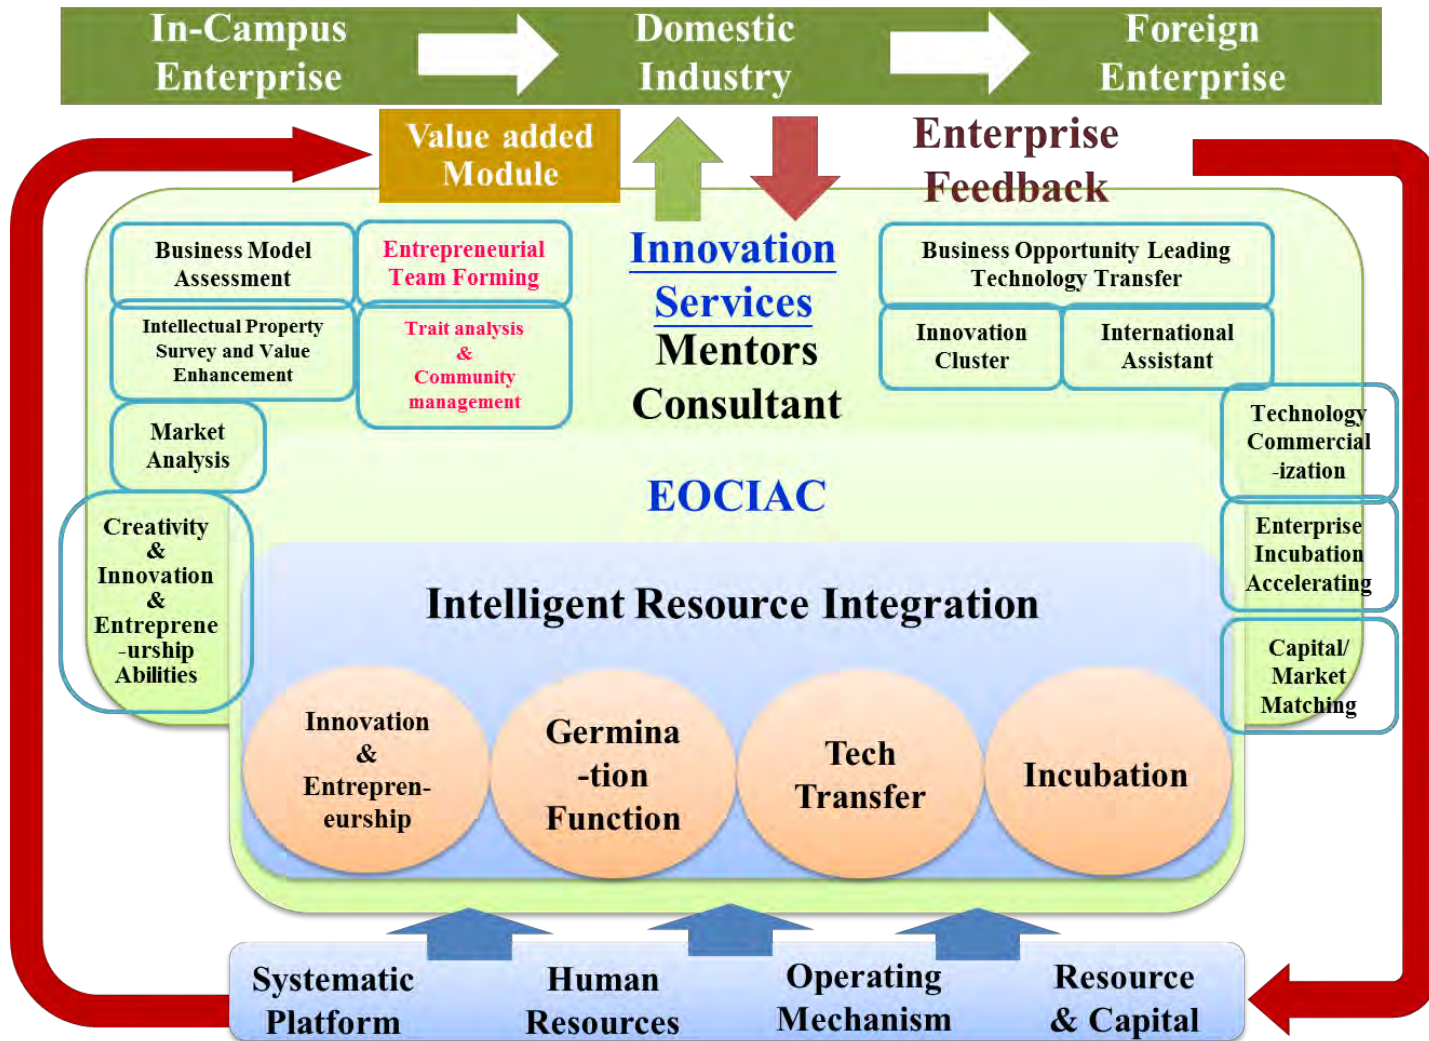 In-Campus
Enterprise
Domestic
Industry
Foreign
Enterprise
Value added
Module
Enterprise
Feedback
Business Model
Assessment
Entrepreneurial
Team Forming
Intellectual Property
Survey and Value
Enhancement
Trait analysis
&
Community
management
Market
Analysis
Creativity
&
Innovation
&
Entreprene
-urship
Abilities
Innovation
Services
Mentors
Consultant
Business Opportunity Leading
Technology Transfer
Innovation
Cluster
International
Assistant
Technology
Commercial
-ization
Enterprise
Incubation
Accelerating
Capital/
Market
Matching
EOCIAC
Intelligent Resource Integration
Innovation
&
Entrepren-
eurship
Germina
-tion
Function
Tech
Transfer
Incubation
Systematic
Platform
Human
Resources
Operating
Mechanism
Resource
& Capital